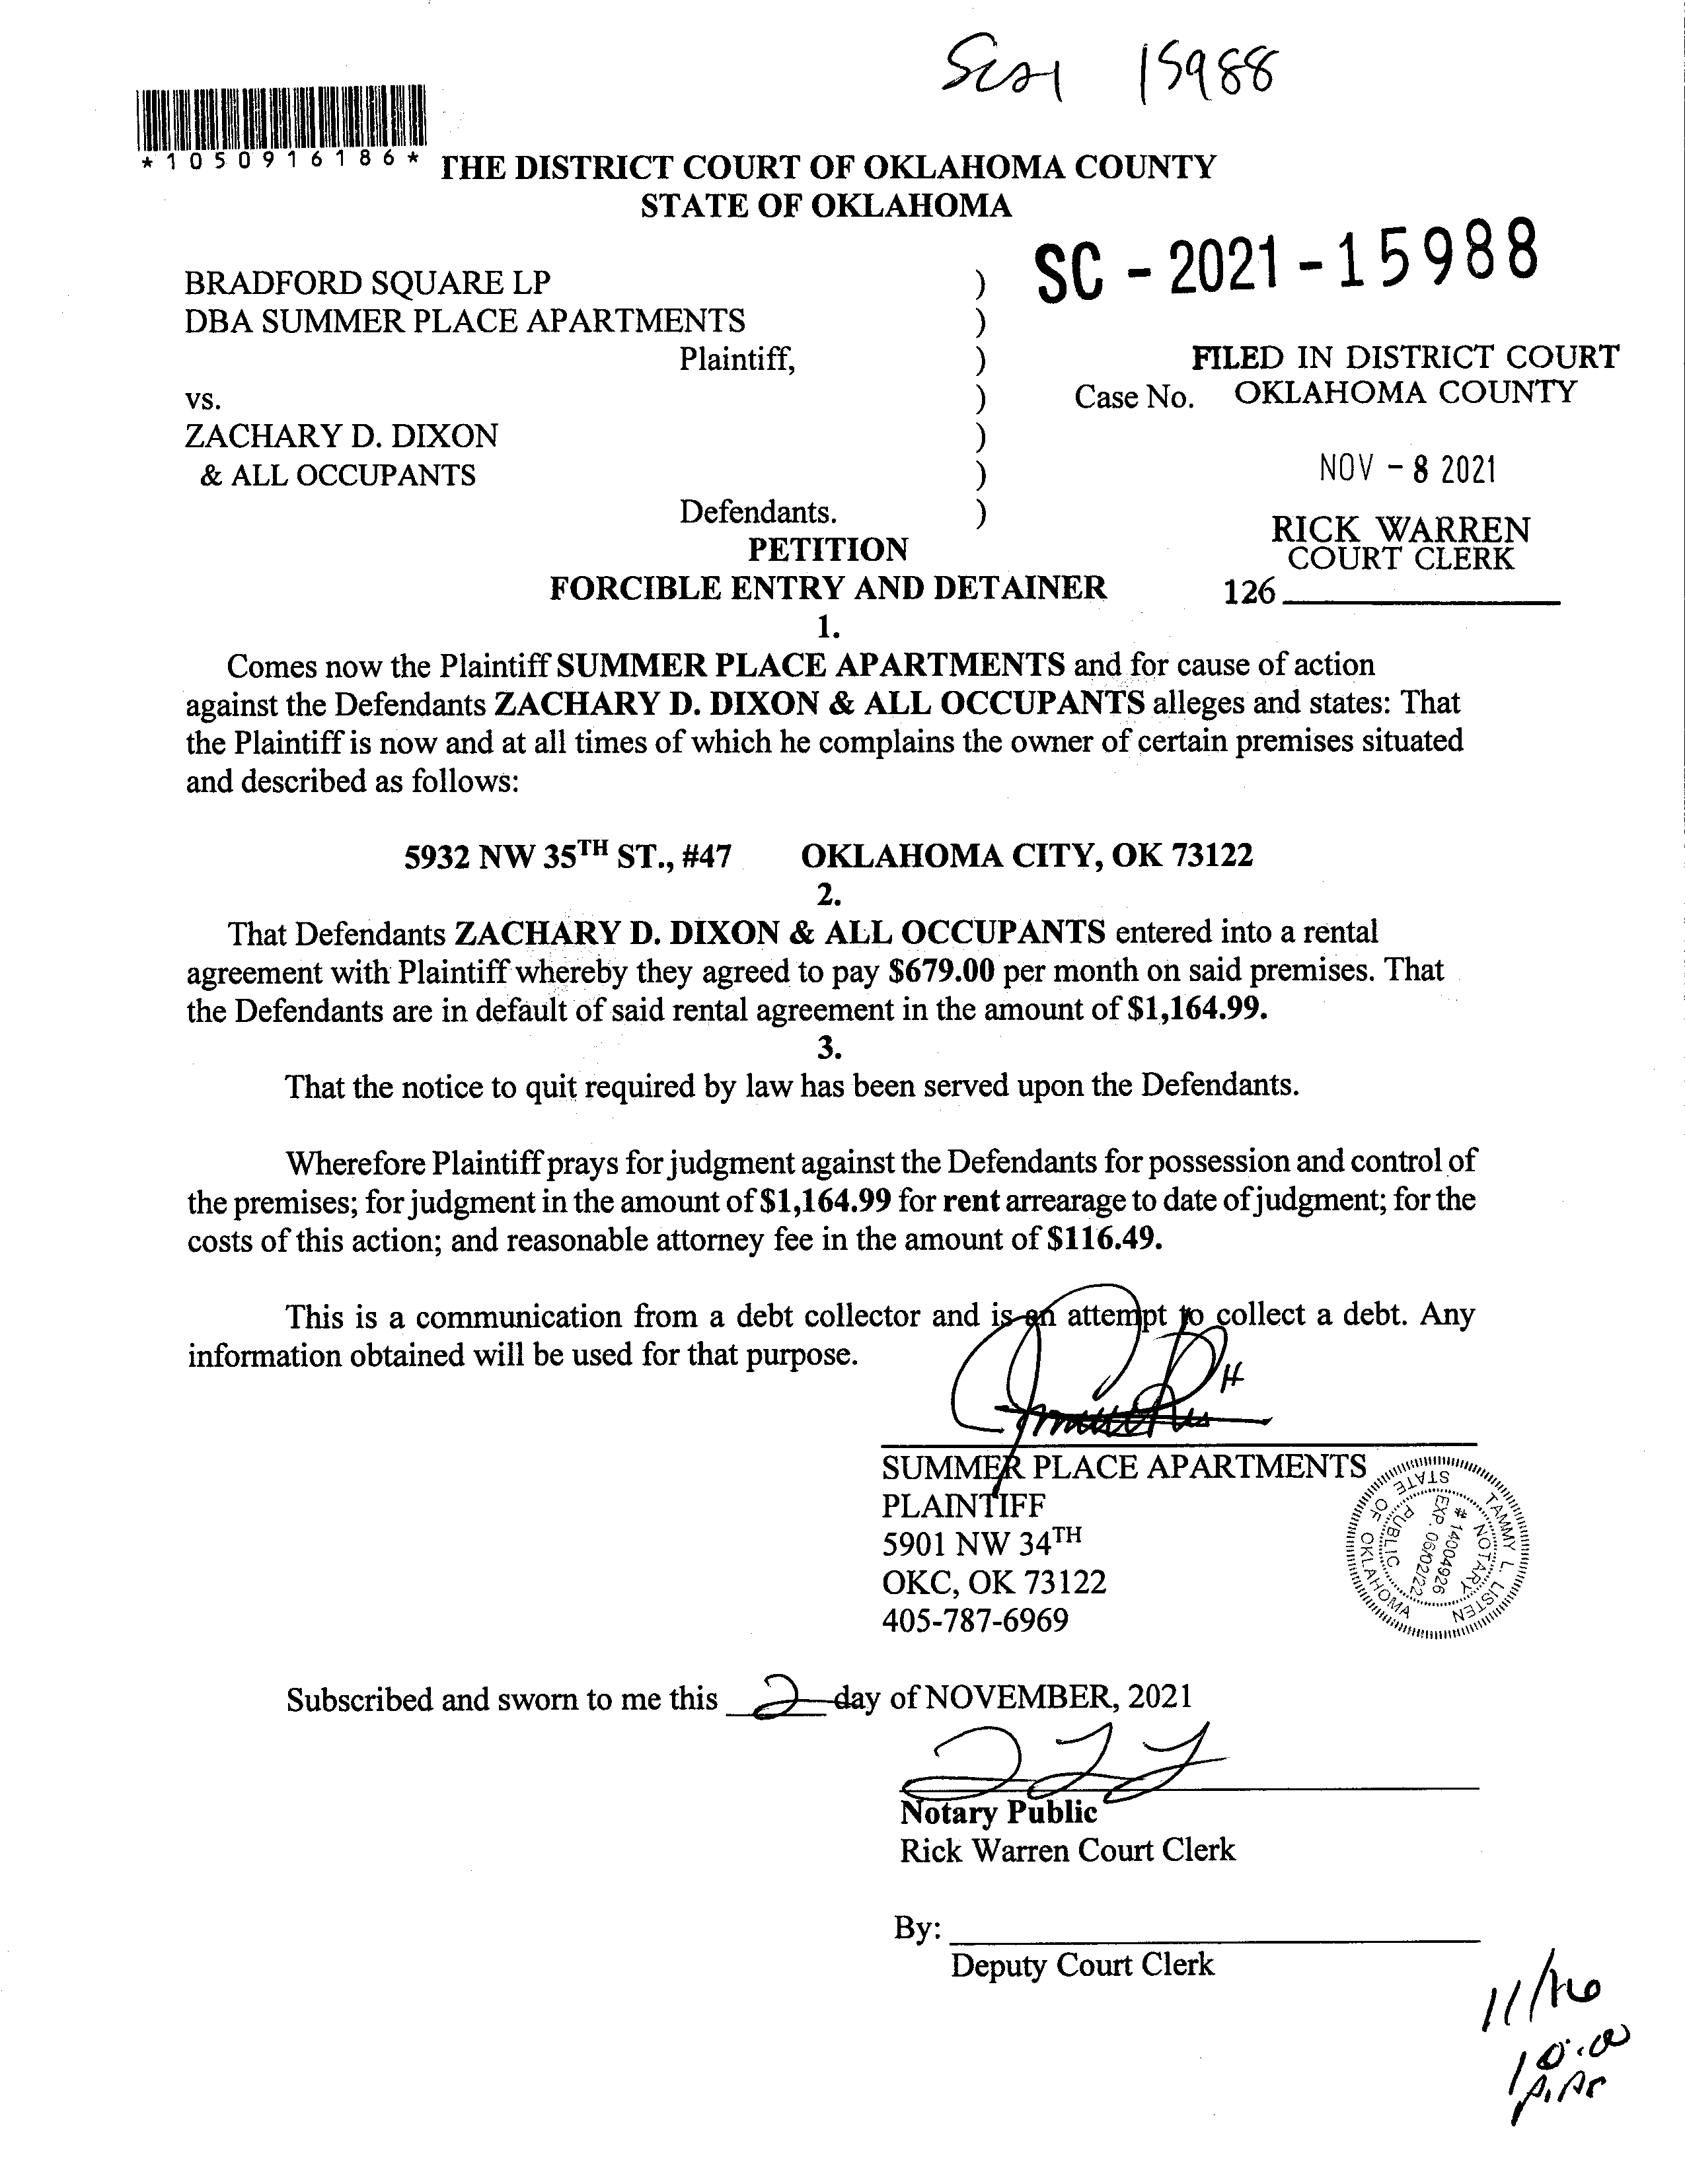 SC21 15988
*1050916186*
THE DISTRICT COURT OF OKLAHOMA COUNTY
STATE OF OKLAHOMA
SC - 2021 - 15988
BRADFORD SQUARE LP )
DBA SUMMER PLACE APARTMENTS )
Plaintiff, )
FILED IN DISTRICT COURT
vs. ) Case No. OKLAHOMA COUNTY
ZACHARY D. DIXON )
& ALL OCCUPANTS )
NOV - 8 2021
Defendants. )
RICK WARREN
COURT CLERK
126
PETITION
FORCIBLE ENTRY AND DETAINER
1.
Comes now the Plaintiff SUMMER PLACE APARTMENTS and for cause of action
against the Defendants ZACHARY D. DIXON & ALL OCCUPANTS alleges and states: That
the Plaintiff is now and at all times of which he complains the owner of certain premises situated
and described as follows:
5932 NW 35TH ST., #47 OKLAHOMA CITY, OK 73122
2.
That Defendants ZACHARY D. DIXON & ALL OCCUPANTS entered into a rental
agreement with Plaintiff whereby they agreed to pay $679.00 per month on said premises. That
the Defendants are in default of said rental agreement in the amount of $1,164.99.
3.
That the notice to quit required by law has been served upon the Defendants.
Wherefore Plaintiff prays for judgment against the Defendants for possession and control of
the premises; for judgment in the amount of $1,164.99 for rent arrearage to date of judgment; for the
costs of this action; and reasonable attorney fee in the amount of $116.49.
This is a communication from a debt collector and is an attempt to collect a debt. Any
information obtained will be used for that purpose.
SUMMER PLACE APARTMENTS
PLAINTIFF
5901 NW 34TH
OKC, OK 73122
405-787-6969
TAMMY L. LISTEN
NOTARY
# 14004926
EXP. 06/02/22
PUBLIC
STATE OF OKLAHOMA
Subscribed and sworn to me this 2 day of NOVEMBER, 2021
Notary Public
Rick Warren Court Clerk
By:
Deputy Court Clerk
11/16